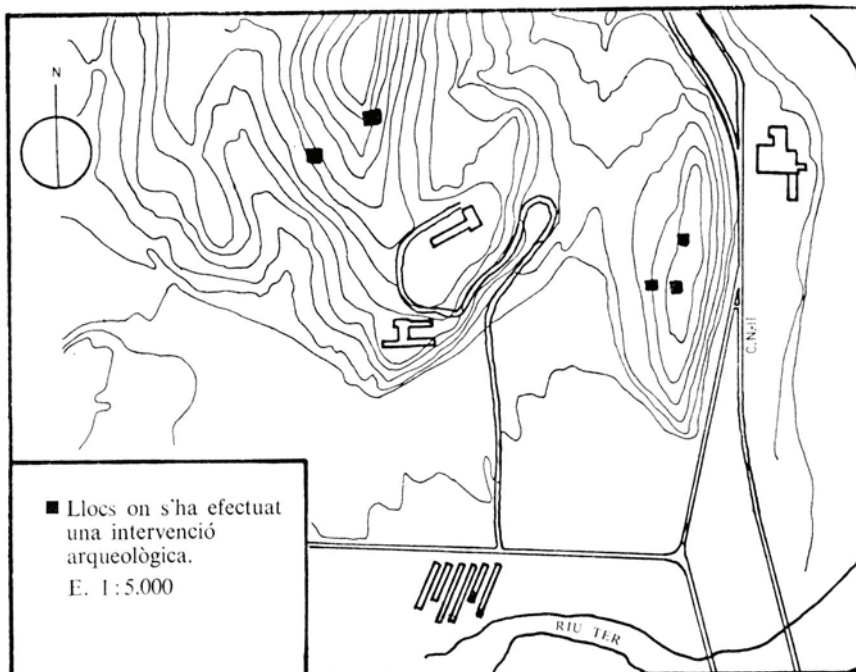 N
C.N-II
■ Llocs on s'ha efectuat
una intervenció
arqueològica.
E. 1:5.000
RIU TER